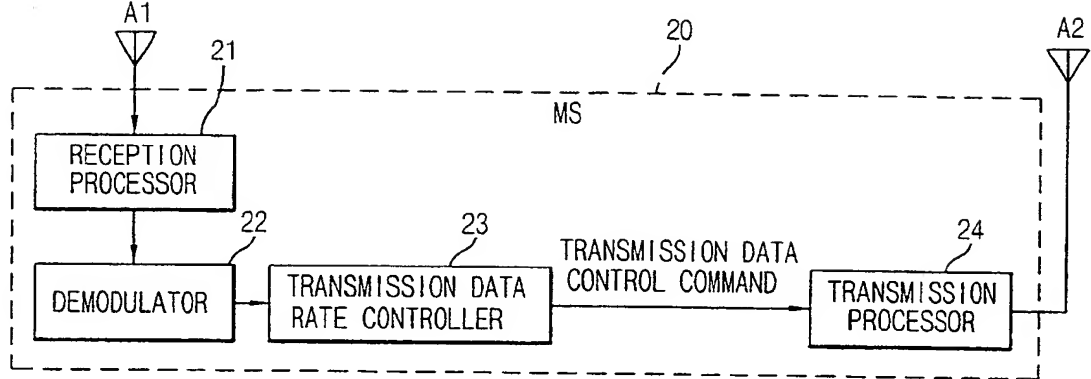 A1
A2
20
21
MS
RECEPTION
PROCESSOR
22
23
24
DEMODULATOR
TRANSMISSION DATA
RATE CONTROLLER
TRANSMISSION DATA
CONTROL COMMAND
TRANSMISSION
PROCESSOR